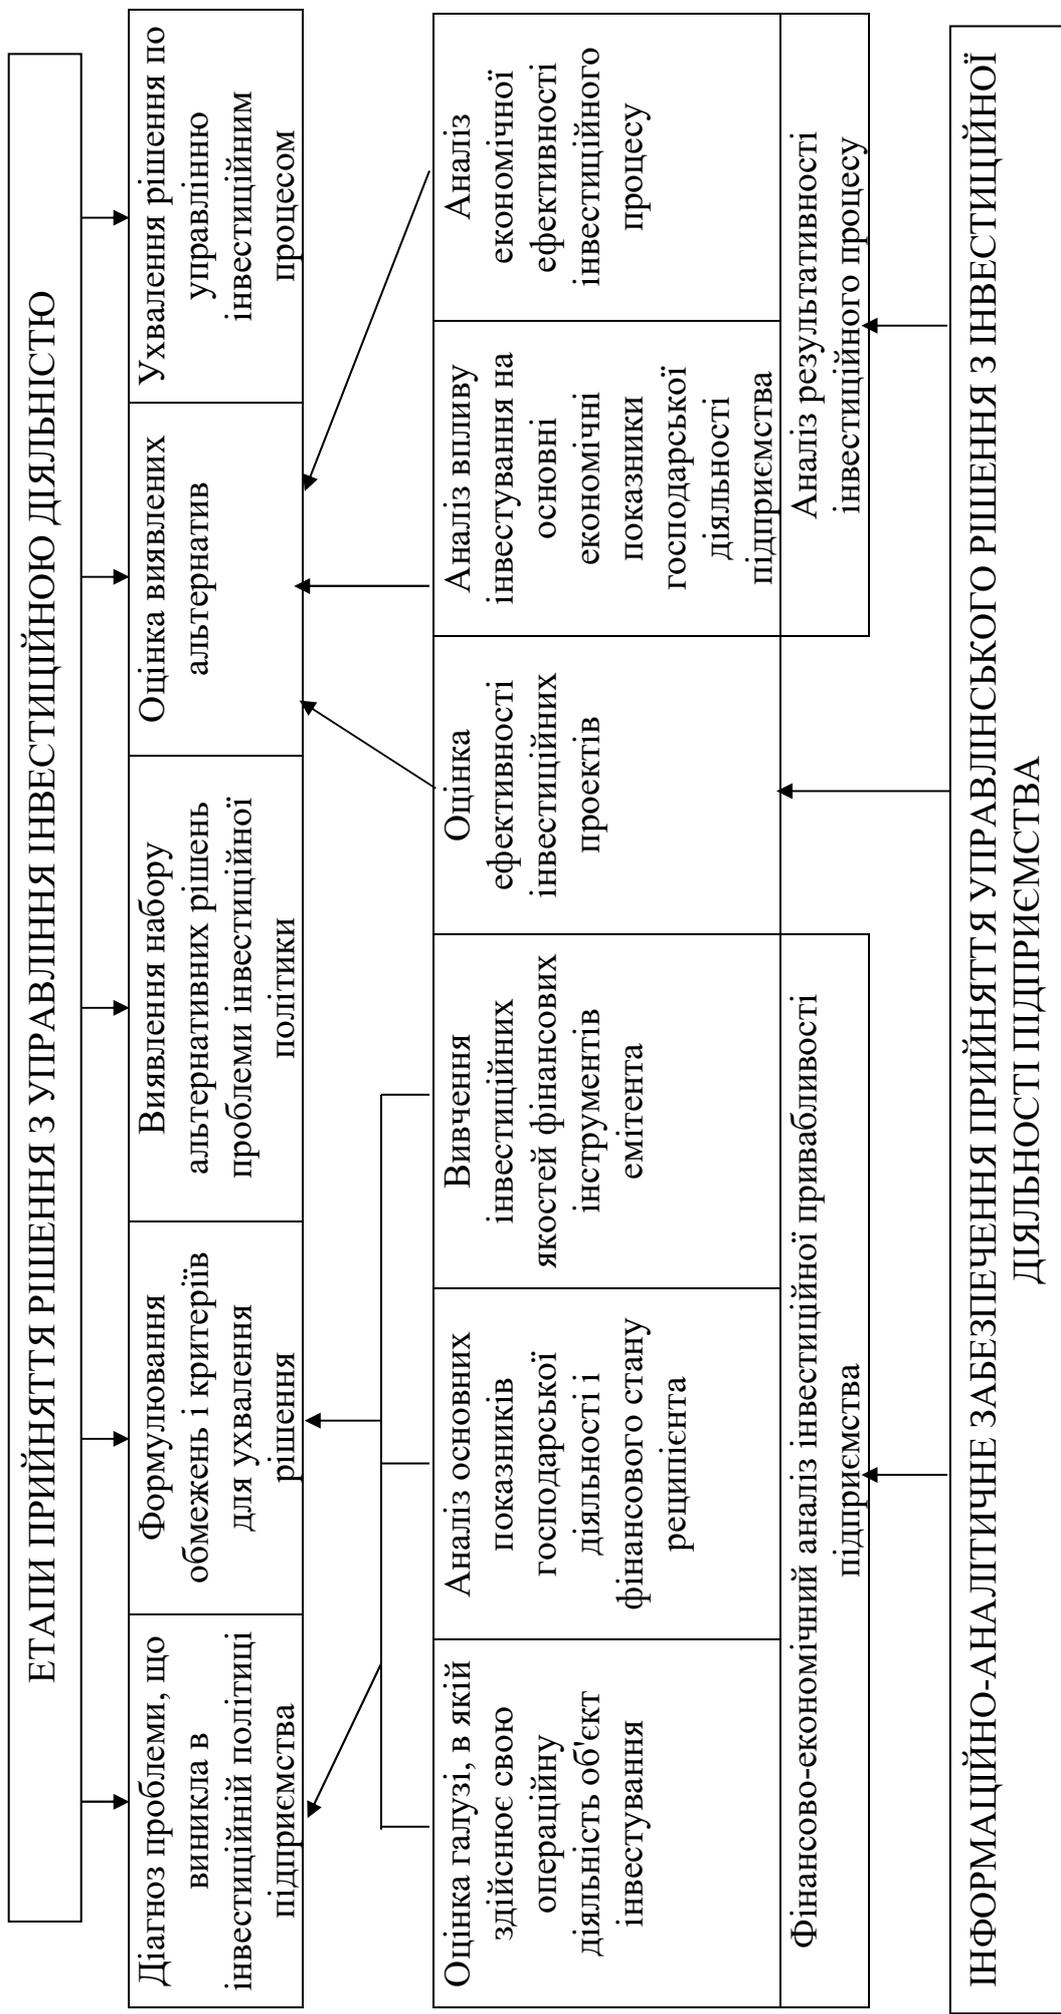 ЕТАПИ ПРИЙНЯТТЯ РІШЕННЯ З УПРАВЛІННЯ ІНВЕСТИЦІЙНОЮ ДІЯЛЬНІСТЮ
Діагноз проблеми, що
виникла в
інвестиційній політиці
підприємства
Формулювання
обмежень і критеріїв
для ухвалення
рішення
Виявлення набору
альтернативних рішень
проблеми інвестиційної
політики
Оцінка виявлених
альтернатив
Ухвалення рішення по
управлінню
інвестиційним
процесом
Оцінка галузі, в якій
здійснює свою
операційну
діяльність об'єкт
інвестування
Аналіз основних
показників
господарської
діяльності і
фінансового стану
реципієнта
Вивчення
інвестиційних
якостей фінансових
інструментів
емітента
Оцінка
ефективності
інвестиційних
проектів
Аналіз впливу
інвестування на
основні
економічні
показники
господарської
діяльності
підприємства
Аналіз
економічної
ефективності
інвестиційного
процесу
Фінансово-економічний аналіз інвестиційної привабливості
підприємства
Аналіз результативності
інвестиційного процесу
ІНФОРМАЦІЙНО-АНАЛІТИЧНЕ ЗАБЕЗПЕЧЕННЯ ПРИЙНЯТТЯ УПРАВЛІНСЬКОГО РІШЕННЯ З ІНВЕСТИЦІЙНОЇ
ДІЯЛЬНОСТІ ПІДПРИЄМСТВА